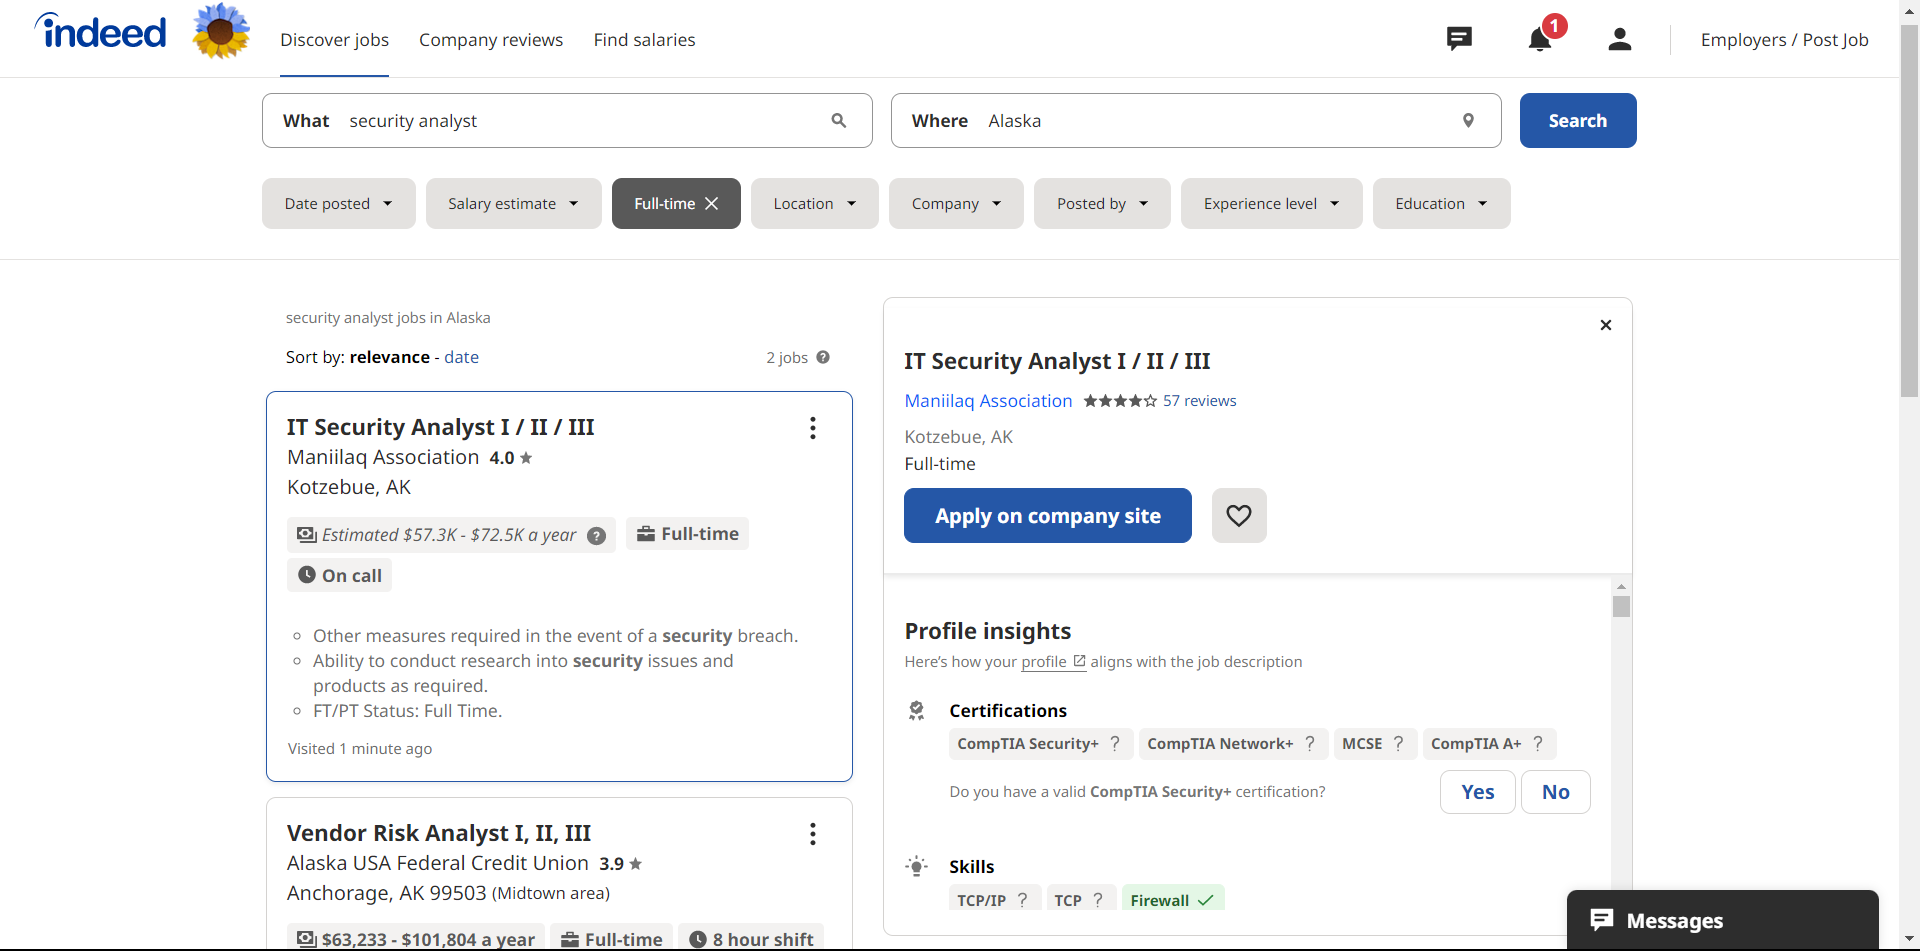 indeed
Discover jobs Company reviews Find salaries 1 Employers / Post Job
What security analyst Where Alaska Search
Date posted Salary estimate Full-time Location Company Posted by Experience level Education
security analyst jobs in Alaska
Sort by: relevance - date 2 jobs ?
IT Security Analyst I / II / III
Maniilaq Association 4.0
Kotzebue, AK
Estimated $57.3K - $72.5K a year ? Full-time
On call
Other measures required in the event of a security breach.
Ability to conduct research into security issues and
products as required.
FT/PT Status: Full Time.
Visited 1 minute ago
Vendor Risk Analyst I, II, III
Alaska USA Federal Credit Union 3.9
Anchorage, AK 99503 (Midtown area)
$63,233 - $101,804 a year Full-time 8 hour shift
IT Security Analyst I / II / III
Maniilaq Association 57 reviews
Kotzebue, AK
Full-time
Apply on company site
Profile insights
Here's how your profile aligns with the job description
Certifications
CompTIA Security+ ? CompTIA Network+ ? MCSE ? CompTIA A+ ?
Do you have a valid CompTIA Security+ certification? Yes No
Skills
TCP/IP ? TCP ? Firewall
Messages